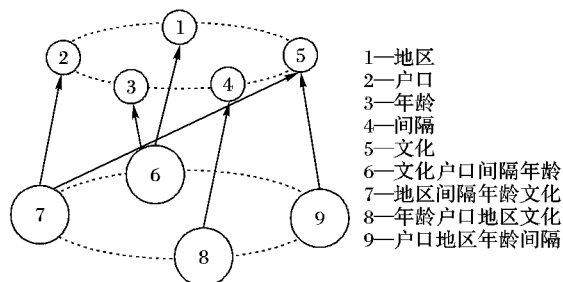 1
2
3
4
5
6
7
8
9
1—地区
2—户口
3—年龄
4—间隔
5—文化
6—文化户口间隔年龄
7—地区间隔年龄文化
8—年龄户口地区文化
9—户口地区年龄间隔